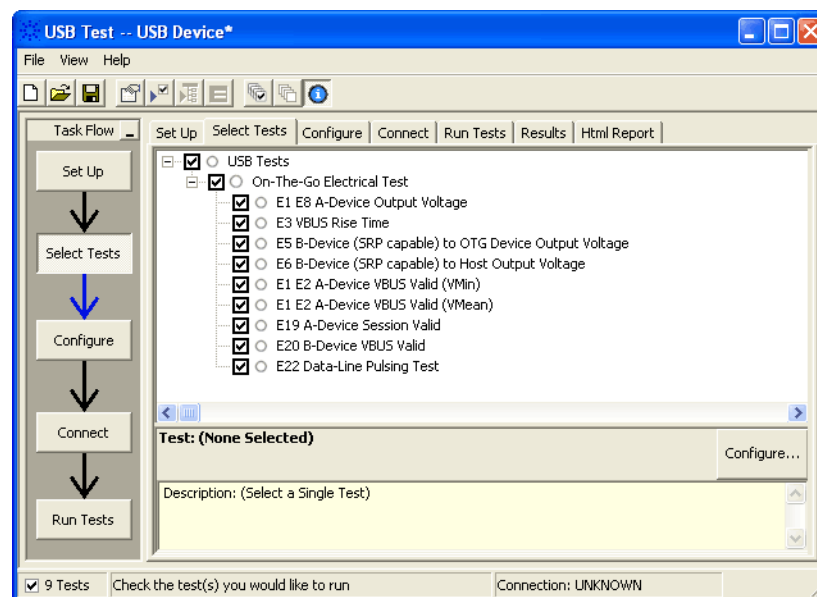 USB Test -- USB Device*
File View Help
Task Flow
Set Up
Select Tests
Configure
Connect
Run Tests
Set Up Select Tests Configure Connect Run Tests Results Html Report
USB Tests
On-The-Go Electrical Test
E1 E8 A-Device Output Voltage
E3 VBUS Rise Time
E5 B-Device (SRP capable) to OTG Device Output Voltage
E6 B-Device (SRP capable) to Host Output Voltage
E1 E2 A-Device VBUS Valid (VMin)
E1 E2 A-Device VBUS Valid (VMean)
E19 A-Device Session Valid
E20 B-Device VBUS Valid
E22 Data-Line Pulsing Test
Test: (None Selected)
Configure...
Description: (Select a Single Test)
9 Tests Check the test(s) you would like to run Connection: UNKNOWN